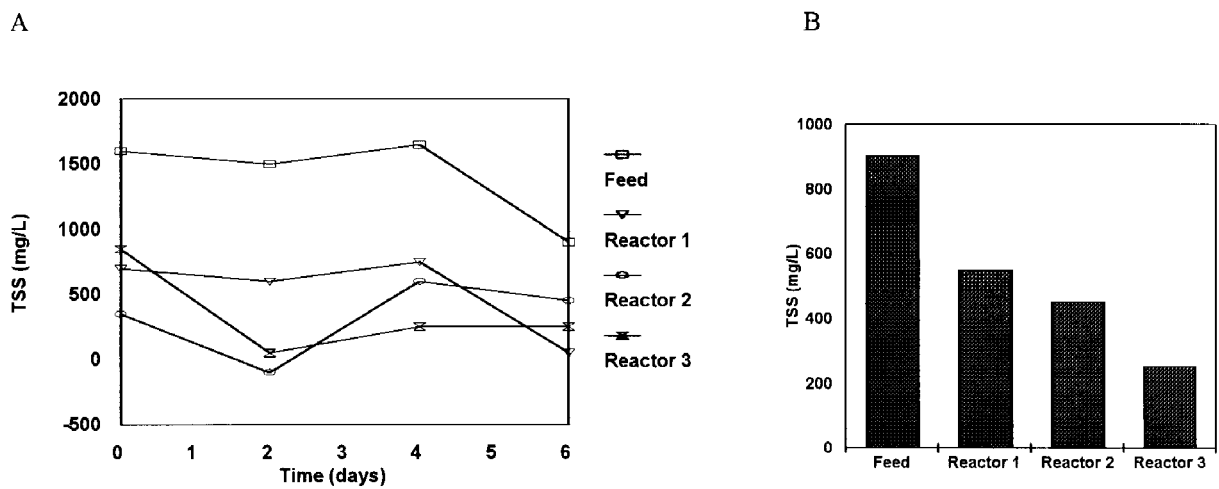 A
B
2000
1500
1000
500
0
-500
TSS (mg/L)
0 1 2 3 4 5 6
Time (days)
Feed
Reactor 1
Reactor 2
Reactor 3
1000
800
600
400
200
0
TSS (mg/L)
Feed Reactor 1 Reactor 2 Reactor 3